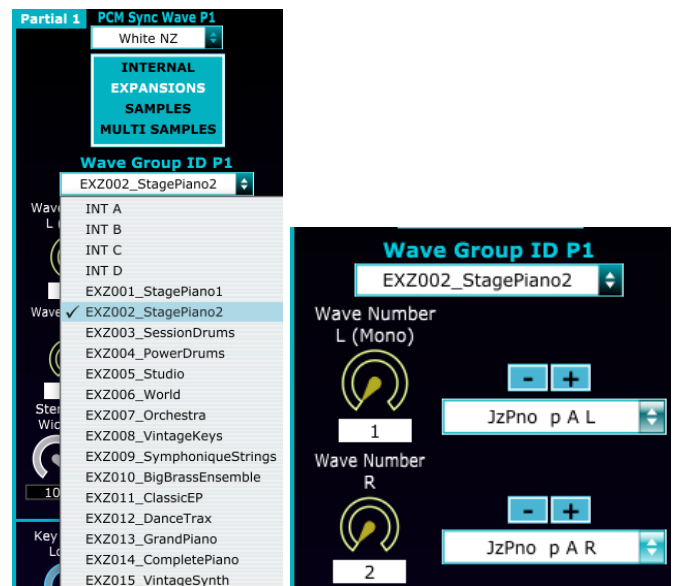 Partial 1
PCM Sync Wave P1
White NZ
INTERNAL
EXPANSIONS
SAMPLES
MULTI SAMPLES
Wave Group ID P1
EXZ002_StagePiano2
INT A
INT B
INT C
INT D
EXZ001_StagePiano1
✓ EXZ002_StagePiano2
EXZ003_SessionDrums
EXZ004_PowerDrums
EXZ005_Studio
EXZ006_World
EXZ007_Orchestra
EXZ008_VintageKeys
EXZ009_SymphoniqueStrings
EXZ010_BigBrassEnsemble
EXZ011_ClassicEP
EXZ012_DanceTrax
EXZ013_GrandPiano
EXZ014_CompletePiano
EXZ015_VintageSynth
Wave Group ID P1
EXZ002_StagePiano2
Wave Number
L (Mono)
- +
JzPno p A L
1
Wave Number
R
- +
JzPno p A R
2